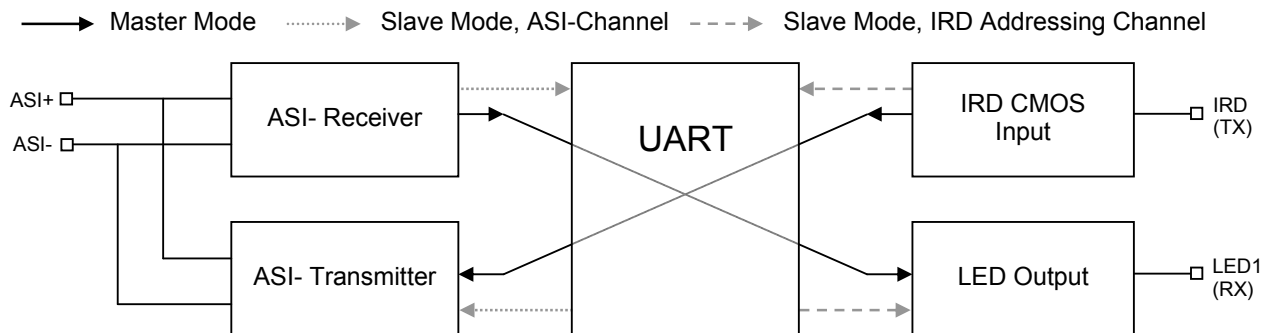 Master Mode
Slave Mode, ASI-Channel
Slave Mode, IRD Addressing Channel
ASI+
ASI-
ASI- Receiver
UART
IRD CMOS
Input
IRD
(TX)
ASI- Transmitter
LED Output
LED1
(RX)